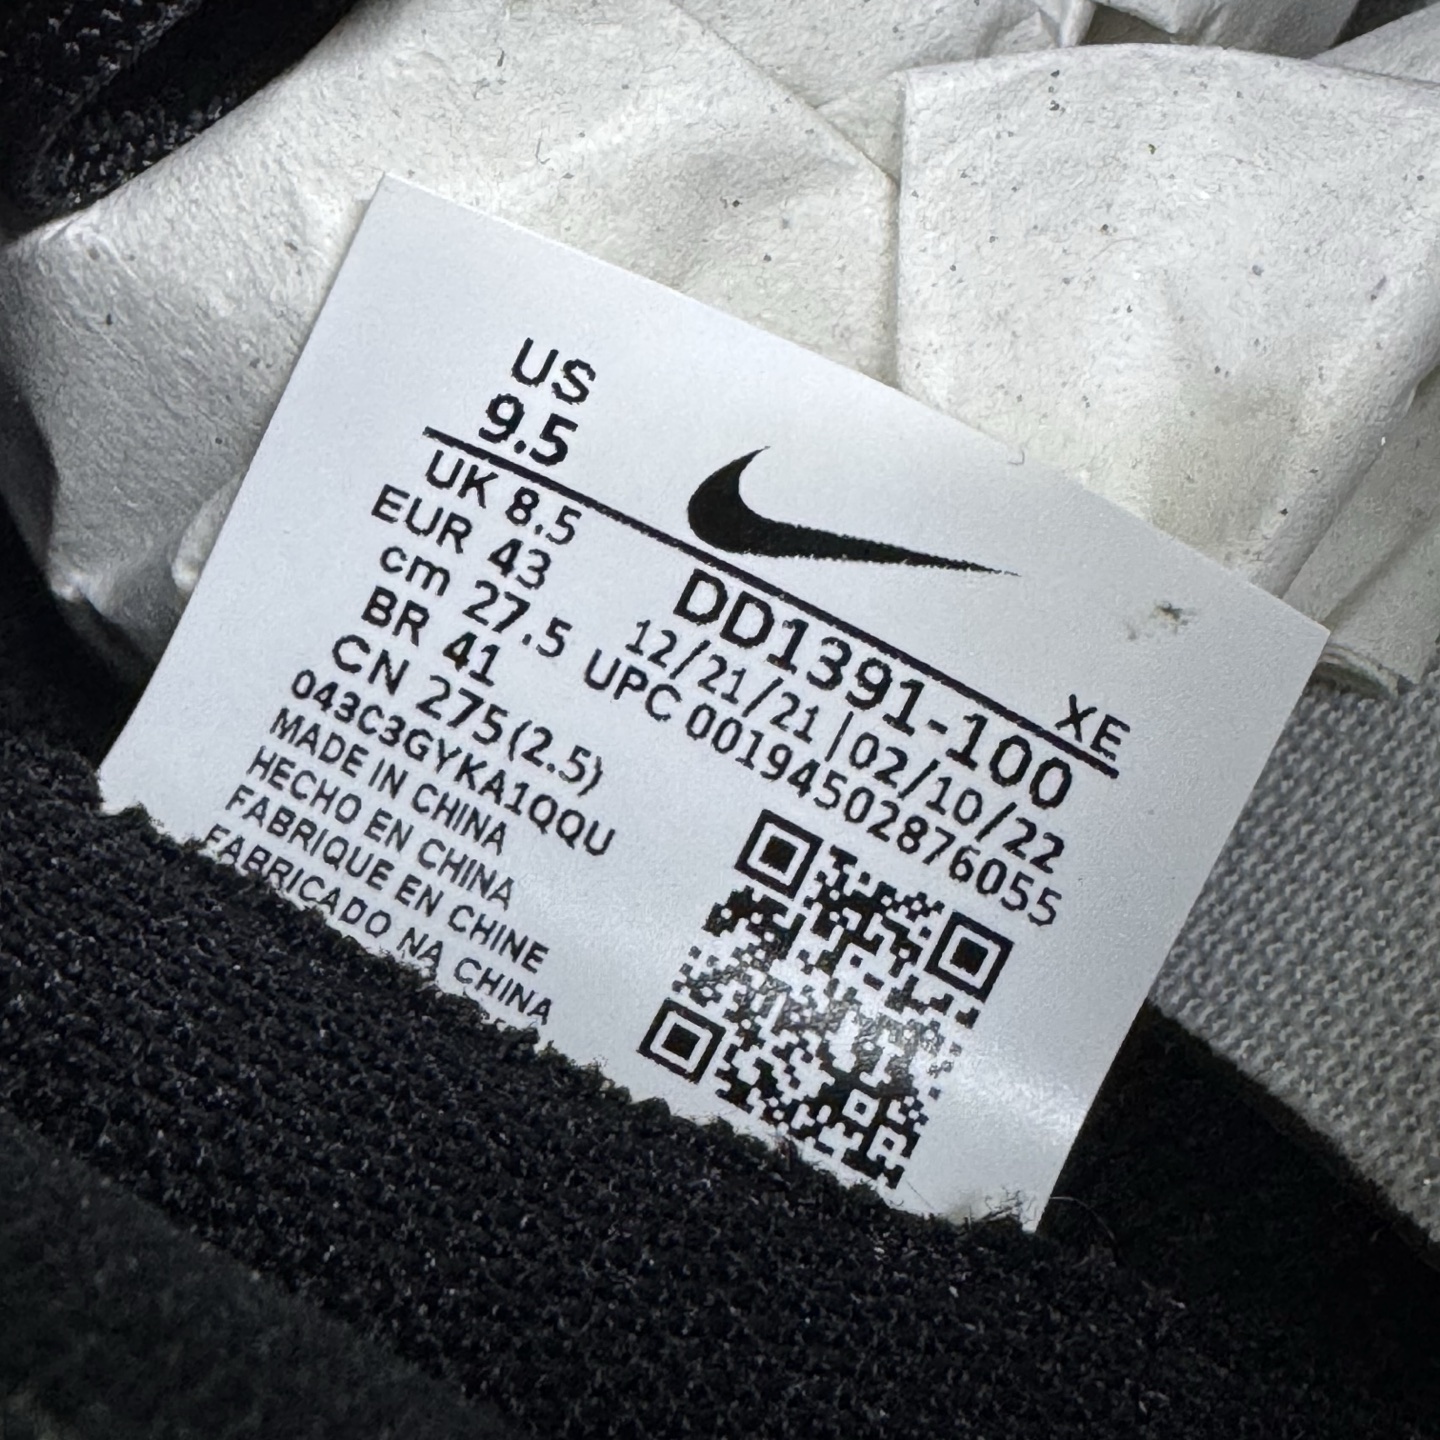 US
9.5
XE
UK 8.5
EUR 43
cm 27.5
BR 41
CN 275(2.5)
DD1391-100
12/21/21|02/10/22
UPC 00194502876055
043C3GYKA1QQU
MADE IN CHINA
HECHO EN CHINA
FABRIQUE EN CHINE
FABRICADO NA CHINA